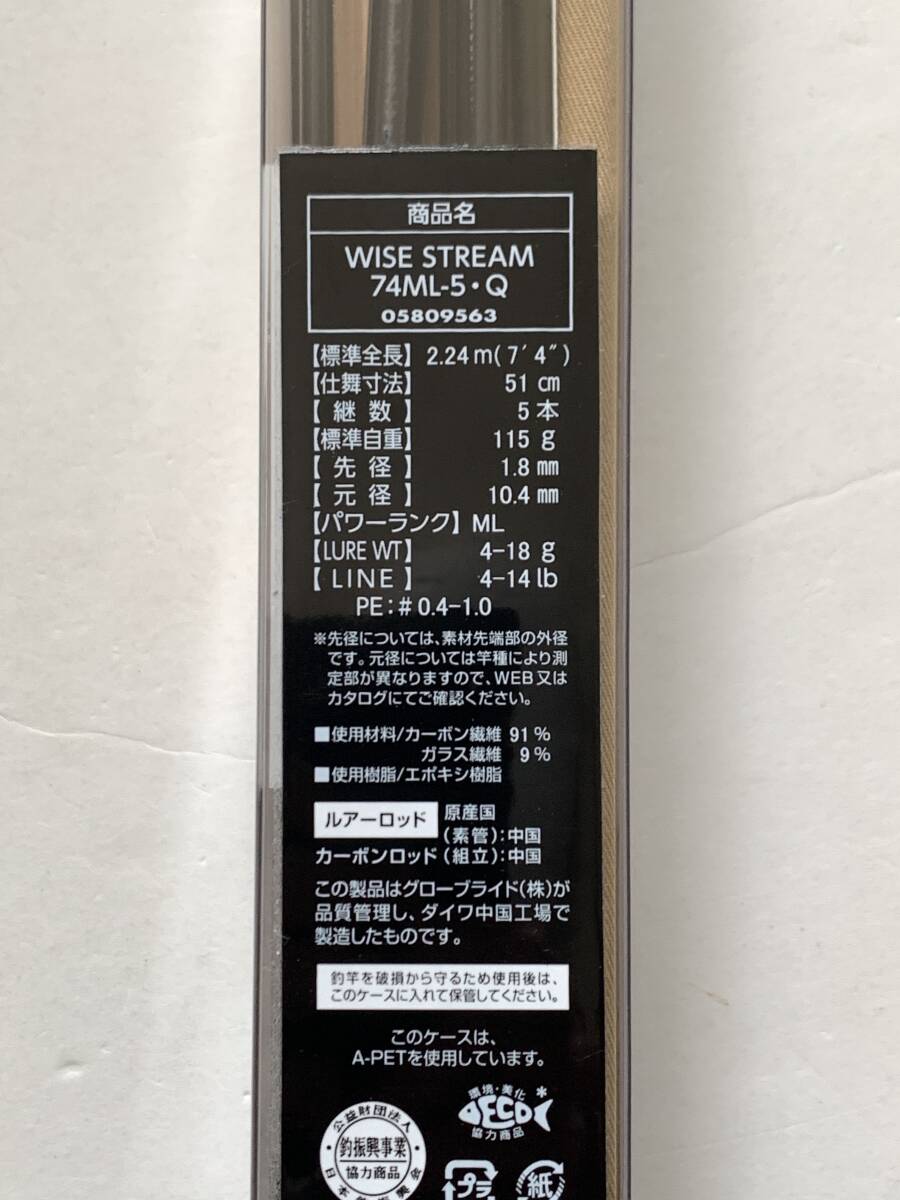 商品名
WISE STREAM
74ML-5・Q
05809563
【標準全長】 2.24m(7′4″)
【仕舞寸法】 51cm
【継数】 5本
【標準自重】 115g
【先径】 1.8mm
【元径】 10.4mm
【パワーランク】ML
【LURE WT】 4-18g
【LINE】 4-14lb
PE:#0.4-1.0
※先径については、素材先端部の外径
です。元径については竿種により測
定部が異なりますので、WEB又は
カタログにてご確認ください。
■使用材料/カーボン繊維 91%
ガラス繊維 9%
■使用樹脂/エポキシ樹脂
ルアーロッド 原産国
(素管):中国
カーボンロッド (組立):中国
この製品はグローブライド(株)が
品質管理し、ダイワ中国工場で
製造したものです。
釣竿を破損から守るため使用後は、
このケースに入れて保管してください。
このケースは、
A-PETを使用しています。
環境・美化
ECO
協力商品
公益財団法人
釣振興事業
協力商品
プラ
紙